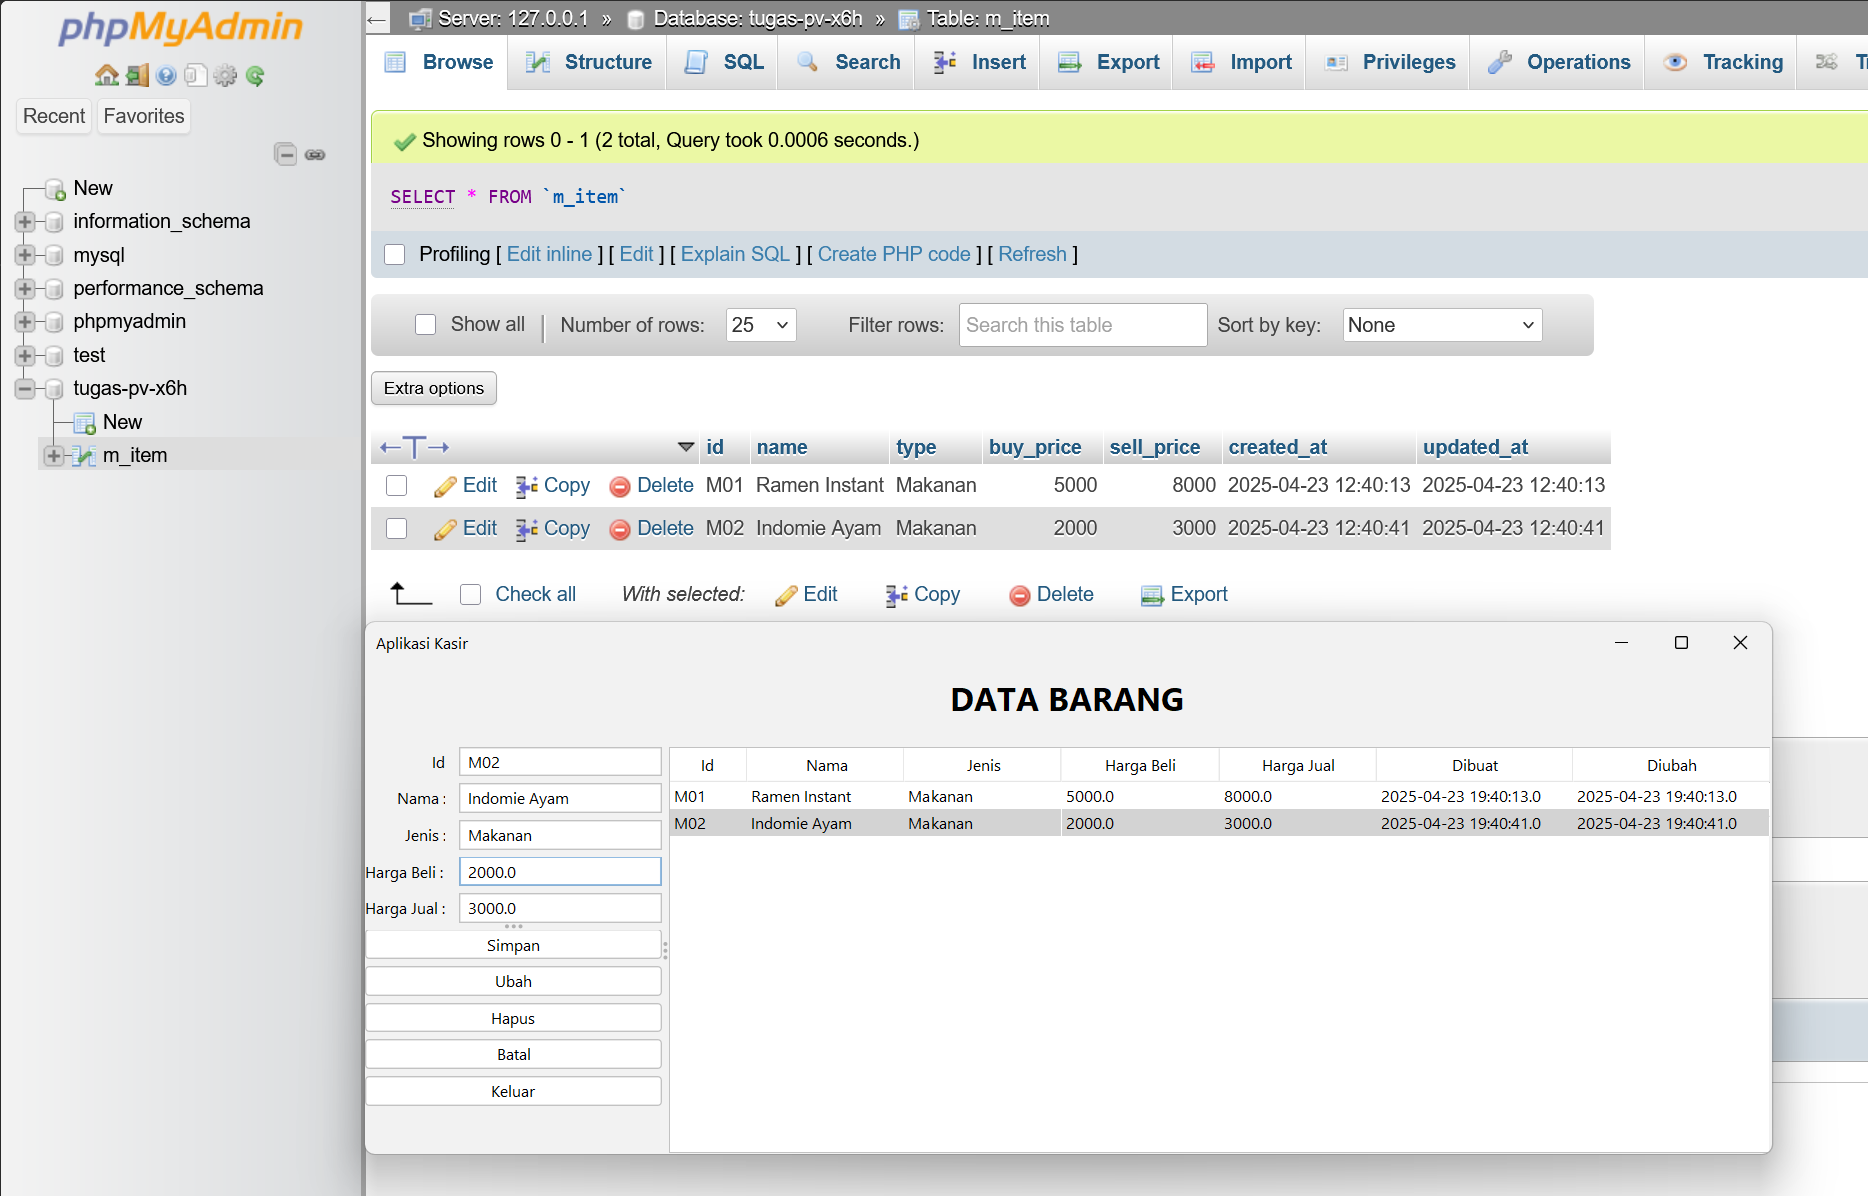 phpMyAdmin
Recent Favorites
New
information_schema
mysql
performance_schema
phpmyadmin
test
tugas-pv-x6h
New
m_item
Server: 127.0.0.1 » Database: tugas-pv-x6h » Table: m_item
Browse Structure SQL Search Insert Export Import Privileges Operations Tracking
Showing rows 0 - 1 (2 total, Query took 0.0006 seconds.)
SELECT * FROM `m_item`
Profiling [ Edit inline ] [ Edit ] [ Explain SQL ] [ Create PHP code ] [ Refresh ]
Show all Number of rows: 25 Filter rows: Search this table Sort by key: None
Extra options
id name type buy_price sell_price created_at updated_at
Edit Copy Delete M01 Ramen Instant Makanan 5000 8000 2025-04-23 12:40:13 2025-04-23 12:40:13
Edit Copy Delete M02 Indomie Ayam Makanan 2000 3000 2025-04-23 12:40:41 2025-04-23 12:40:41
Check all With selected: Edit Copy Delete Export
Aplikasi Kasir
DATA BARANG
Id M02
Nama : Indomie Ayam
Jenis : Makanan
Harga Beli : 2000.0
Harga Jual : 3000.0
Simpan
Ubah
Hapus
Batal
Keluar
Id Nama Jenis Harga Beli Harga Jual Dibuat Diubah
M01 Ramen Instant Makanan 5000.0 8000.0 2025-04-23 19:40:13.0 2025-04-23 19:40:13.0
M02 Indomie Ayam Makanan 2000.0 3000.0 2025-04-23 19:40:41.0 2025-04-23 19:40:41.0